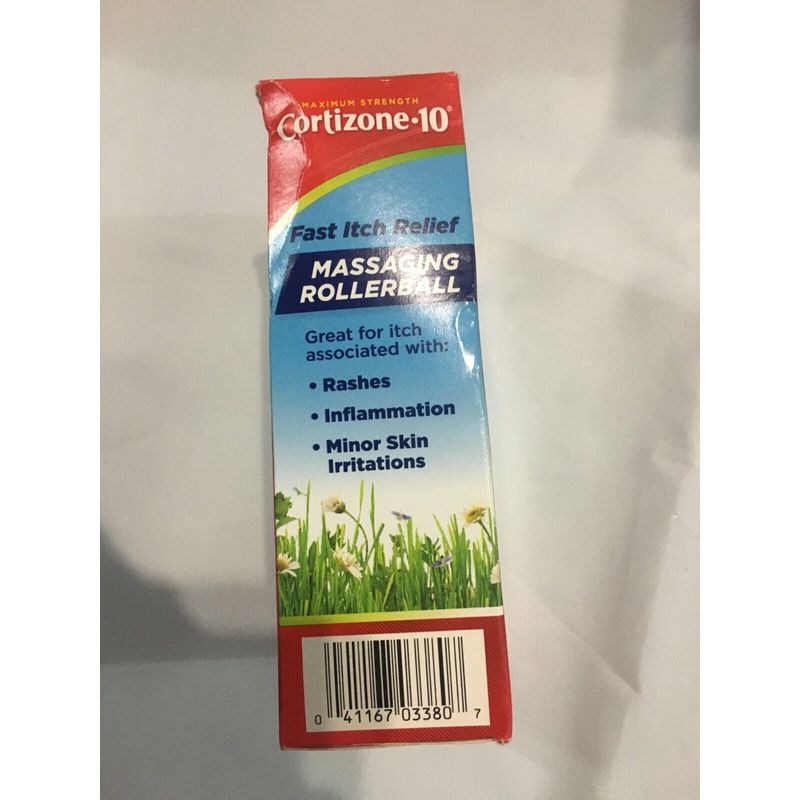 MAXIMUM STRENGTH
Cortizone•10®
Fast Itch Relief
MASSAGING
ROLLERBALL
Great for itch
associated with:
• Rashes
• Inflammation
• Minor Skin
Irritations
0 41167 03380 7